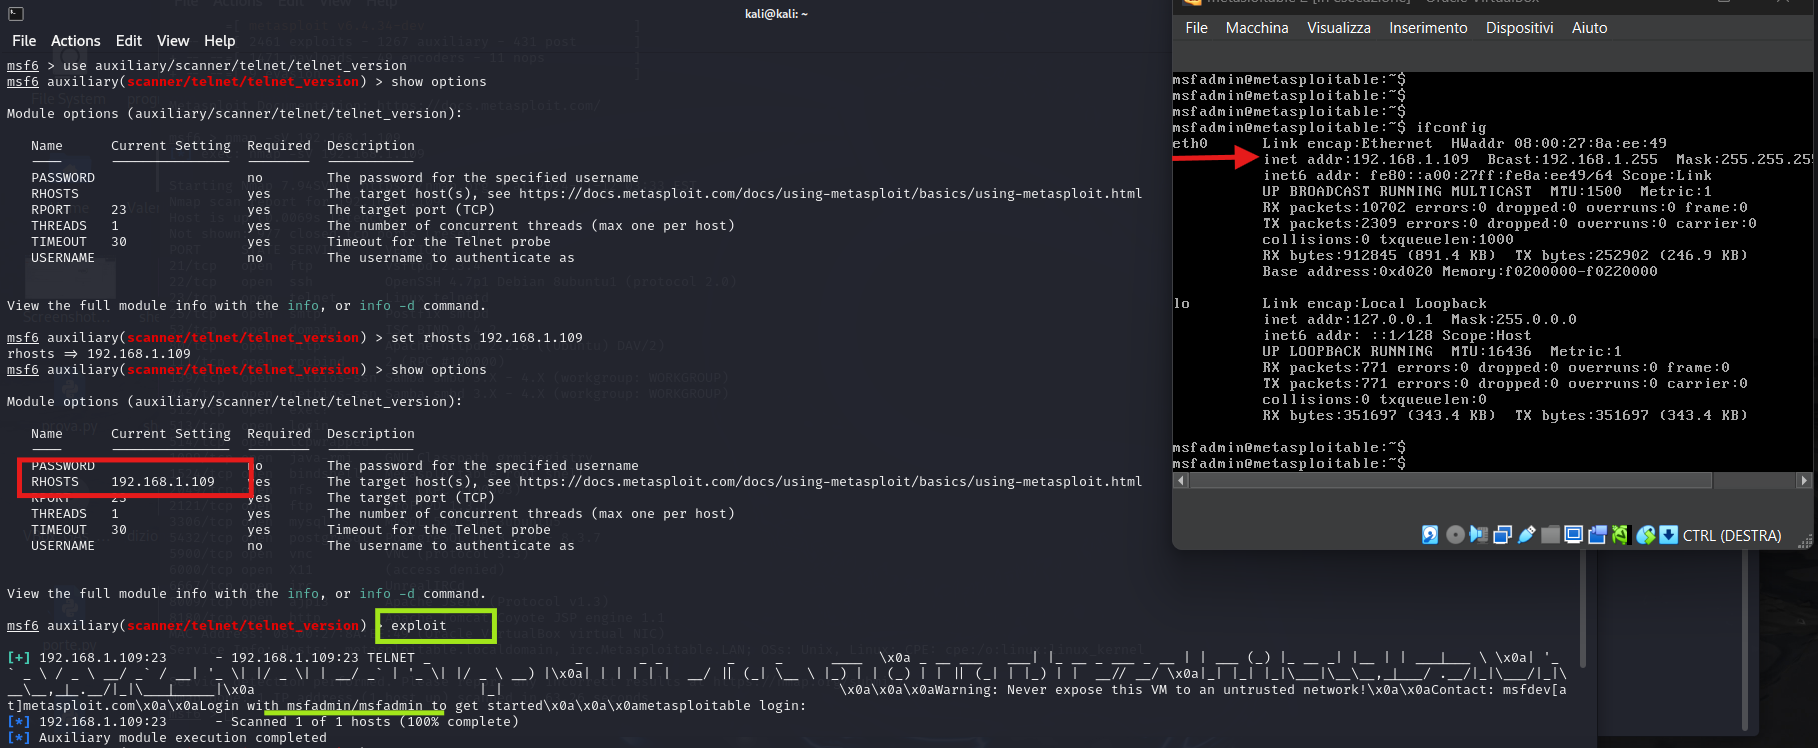 kali@kali: ~
File Actions Edit View Help
msf6 > use auxiliary/scanner/telnet/telnet_version
msf6 auxiliary(scanner/telnet/telnet_version) > show options
Module options (auxiliary/scanner/telnet/telnet_version):
Name Current Setting Required Description
PASSWORD no The password for the specified username
RHOSTS yes The target host(s), see https://docs.metasploit.com/docs/using-metasploit/basics/using-metasploit.html
RPORT 23 yes The target port (TCP)
THREADS 1 yes The number of concurrent threads (max one per host)
TIMEOUT 30 yes Timeout for the Telnet probe
USERNAME no The username to authenticate as
View the full module info with the info, or info -d command.
msf6 auxiliary(scanner/telnet/telnet_version) > set rhosts 192.168.1.109
rhosts => 192.168.1.109
msf6 auxiliary(scanner/telnet/telnet_version) > show options
Module options (auxiliary/scanner/telnet/telnet_version):
Name Current Setting Required Description
PASSWORD no The password for the specified username
RHOSTS 192.168.1.109 yes The target host(s), see https://docs.metasploit.com/docs/using-metasploit/basics/using-metasploit.html
RPORT 23 yes The target port (TCP)
THREADS 1 yes The number of concurrent threads (max one per host)
TIMEOUT 30 yes Timeout for the Telnet probe
USERNAME no The username to authenticate as
View the full module info with the info, or info -d command.
msf6 auxiliary(scanner/telnet/telnet_version) > exploit
[+] 192.168.1.109:23 - 192.168.1.109:23 TELNET
\x0a\x0a\x0aWarning: Never expose this VM to an untrusted network!\x0a\x0aContact: msfdev[a
t]metasploit.com\x0a\x0aLogin with msfadmin/msfadmin to get started\x0a\x0a\x0ametasploitable login:
[*] 192.168.1.109:23 - Scanned 1 of 1 hosts (100% complete)
[*] Auxiliary module execution completed
File Macchina Visualizza Inserimento Dispositivi Aiuto
msfadmin@metasploitable:~$
msfadmin@metasploitable:~$
msfadmin@metasploitable:~$
msfadmin@metasploitable:~$ ifconfig
eth0 Link encap:Ethernet HWaddr 08:00:27:8a:ee:49
inet addr:192.168.1.109 Bcast:192.168.1.255 Mask:255.255.255
inet6 addr: fe80::a00:27ff:fe8a:ee49/64 Scope:Link
UP BROADCAST RUNNING MULTICAST MTU:1500 Metric:1
RX packets:10702 errors:0 dropped:0 overruns:0 frame:0
TX packets:2309 errors:0 dropped:0 overruns:0 carrier:0
collisions:0 txqueuelen:1000
RX bytes:912845 (891.4 KB) TX bytes:252902 (246.9 KB)
Base address:0xd020 Memory:f0200000-f0220000
lo Link encap:Local Loopback
inet addr:127.0.0.1 Mask:255.0.0.0
inet6 addr: ::1/128 Scope:Host
UP LOOPBACK RUNNING MTU:16436 Metric:1
RX packets:771 errors:0 dropped:0 overruns:0 frame:0
TX packets:771 errors:0 dropped:0 overruns:0 carrier:0
collisions:0 txqueuelen:0
RX bytes:351697 (343.4 KB) TX bytes:351697 (343.4 KB)
msfadmin@metasploitable:~$
msfadmin@metasploitable:~$
CTRL (DESTRA)